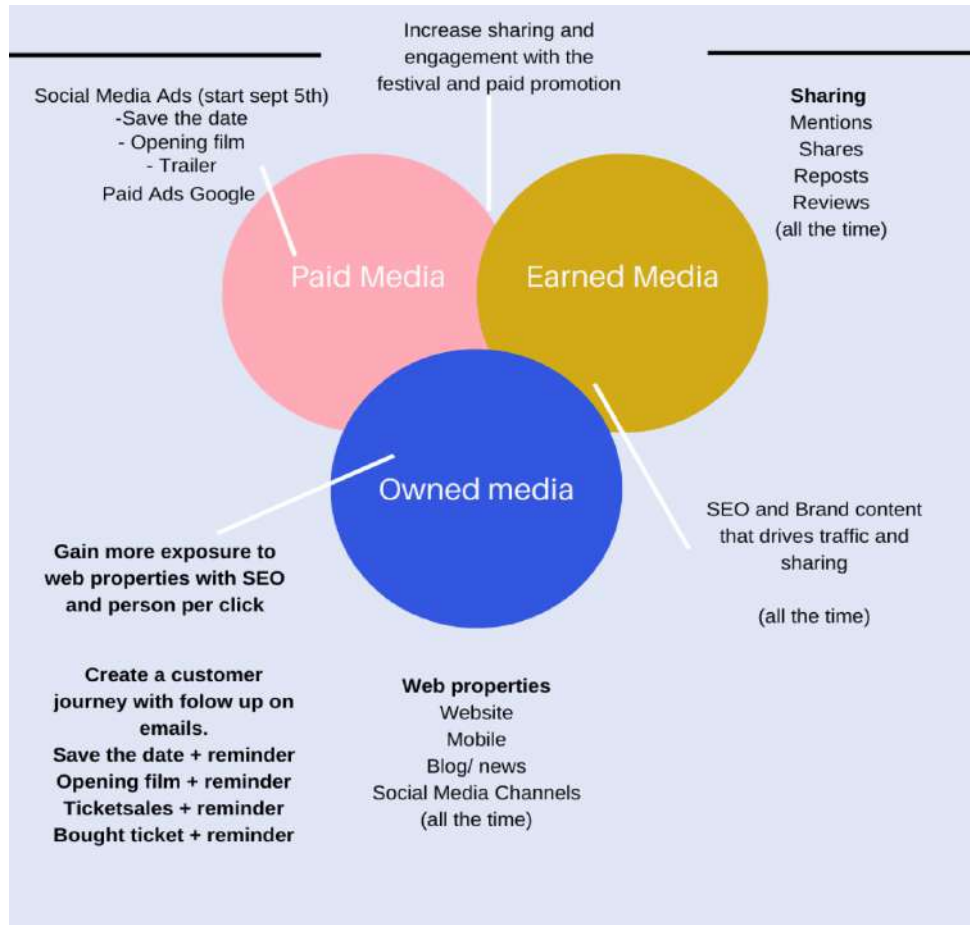 Increase sharing and
engagement with the
festival and paid promotion
Social Media Ads (start sept 5th)
-Save the date
- Opening film
- Trailer
Paid Ads Google
Sharing
Mentions
Shares
Reposts
Reviews
(all the time)
Paid Media
Earned Media
Owned media
SEO and Brand content
that drives traffic and
sharing
(all the time)
Gain more exposure to
web properties with SEO
and person per click
Create a customer
journey with folow up on
emails.
Save the date + reminder
Opening film + reminder
Ticketsales + reminder
Bought ticket + reminder
Web properties
Website
Mobile
Blog/ news
Social Media Channels
(all the time)